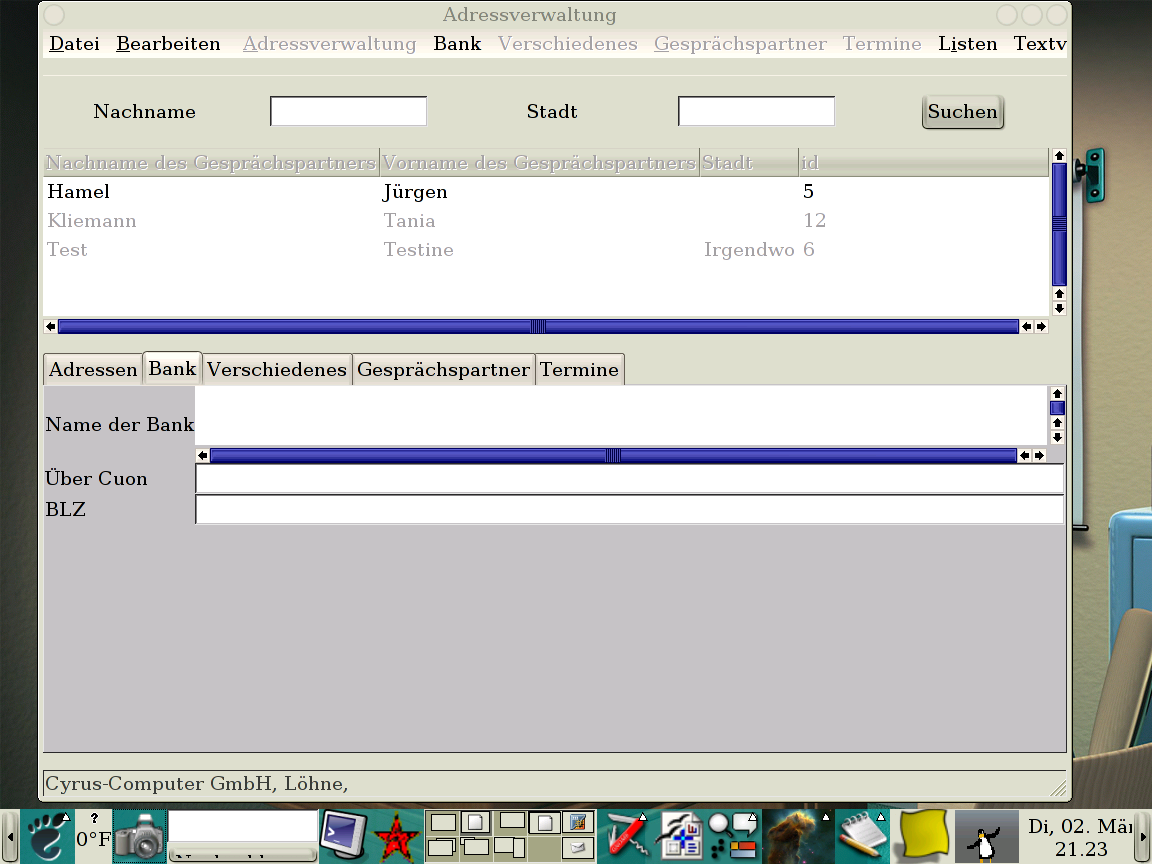 Adressverwaltung
Datei Bearbeiten Adressverwaltung Bank Verschiedenes Gesprächspartner Termine Listen Textv
Nachname Stadt Suchen
Nachname des Gesprächspartners Vorname des Gesprächspartners Stadt id
Hamel Jürgen 5
Kliemann Tania 12
Test Testine Irgendwo 6
Adressen Bank Verschiedenes Gesprächspartner Termine
Name der Bank
Über Cuon
BLZ
Cyrus-Computer GmbH, Löhne,
?
0°F
Di, 02. Mär
21.23